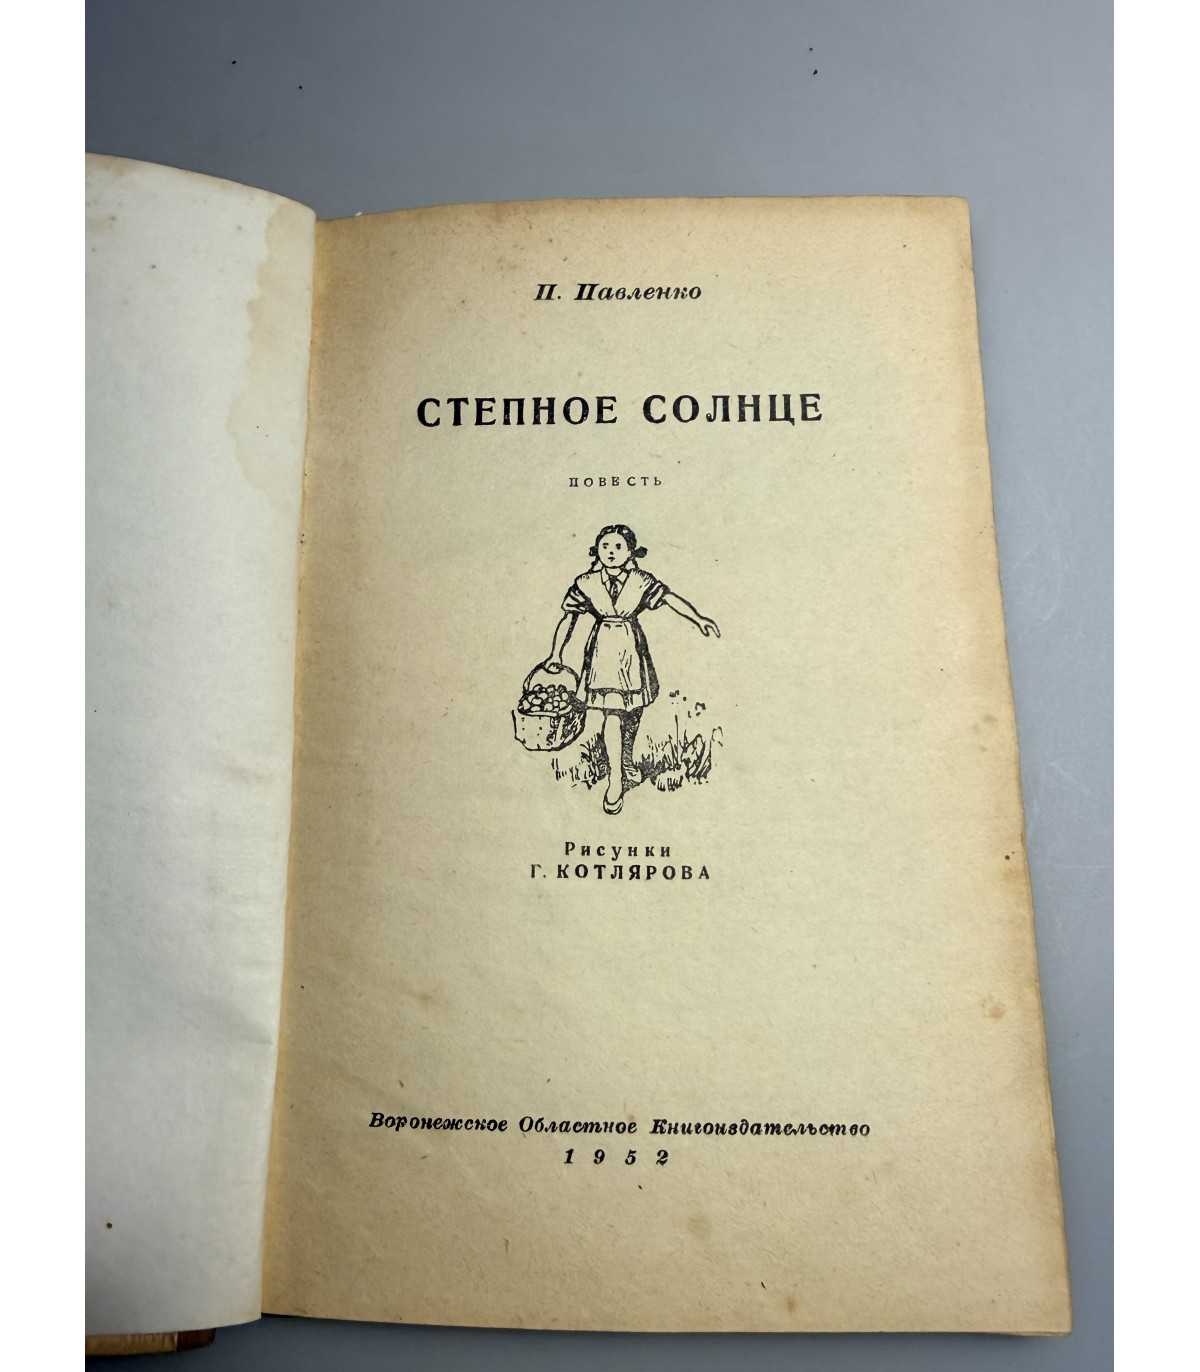 П. Павленко
СТЕПНОЕ СОЛНЦЕ
ПОВЕСТЬ
Рисунки
Г. КОТЛЯРОВА
Воронежское Областное Книгоиздательство
1952